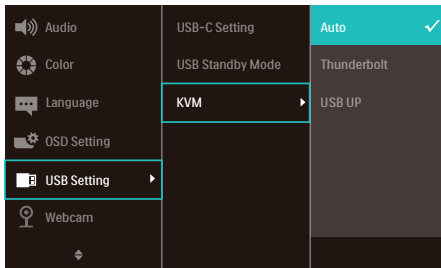 Audio
Color
Language
OSD Setting
USB Setting
Webcam
USB-C Setting
USB Standby Mode
KVM
Auto
Thunderbolt
USB UP